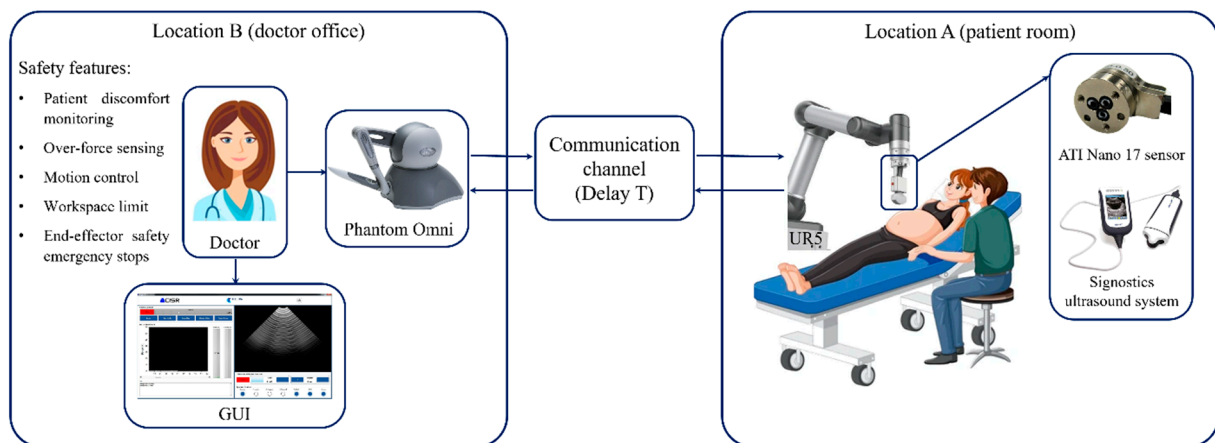 Location B (doctor office)
Safety features:
• Patient discomfort
monitoring
• Over-force sensing
• Motion control
• Workspace limit
• End-effector safety
emergency stops
Doctor
Phantom Omni
GUI
Communication
channel
(Delay T)
Location A (patient room)
UR5
ATI Nano 17 sensor
Signostics
ultrasound system